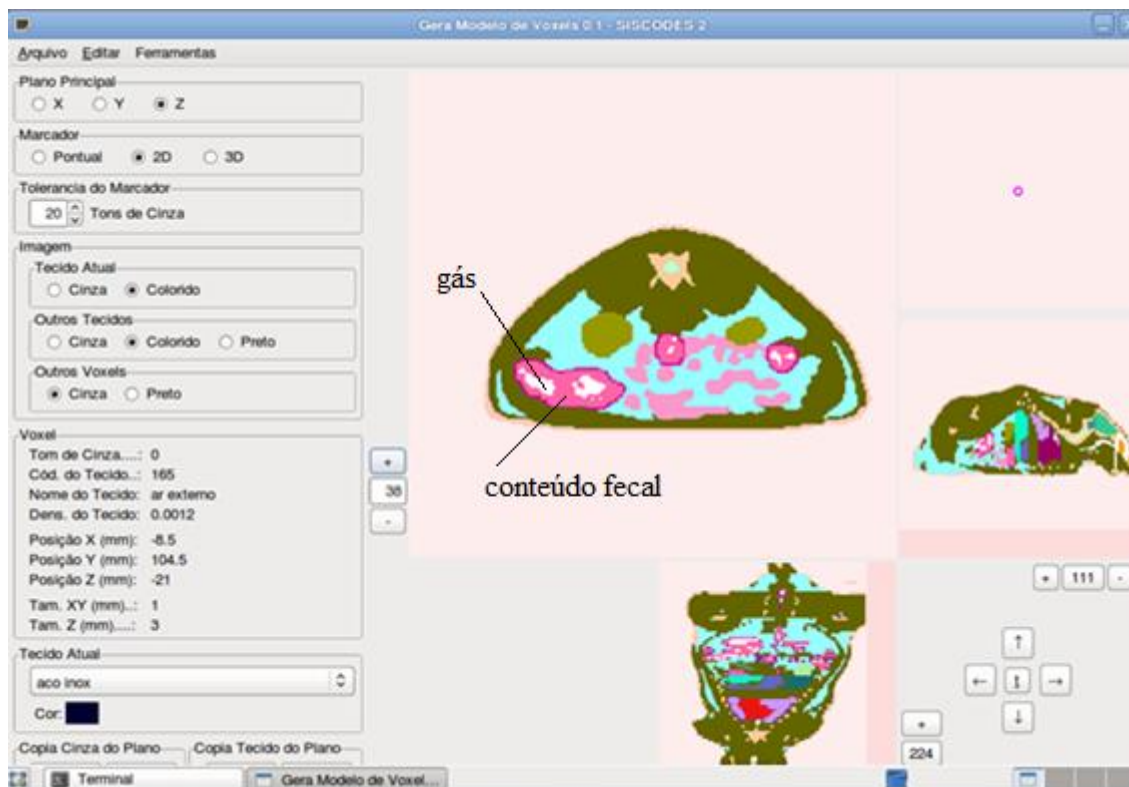 Gera Modelo de Voxels 0.1 - SISCODES 2
Arquivo Editar Ferramentas
Plano Principal
X Y Z
Marcador
Pontual 2D 3D
Tolerancia do Marcador
20 Tons de Cinza
Imagem
Tecido Atual
Cinza Colorido
Outros Tecidos
Cinza Colorido Preto
Outros Voxels
Cinza Preto
Voxel
Tom de Cinza....: 0
Cód. do Tecido..: 165
Nome do Tecido: ar externo
Dens. do Tecido: 0.0012
Posição X (mm): -8.5
Posição Y (mm): 104.5
Posição Z (mm): -21
Tam. XY (mm)..: 1
Tam. Z (mm)....: 3
Tecido Atual
aco inox
Cor:
Copia Cinza do Plano Copia Tecido do Plano
+
38
-
gás
conteúdo fecal
+ 111 -
↑
← 1 →
↓
+
224
Terminal Gera Modelo de Voxel...